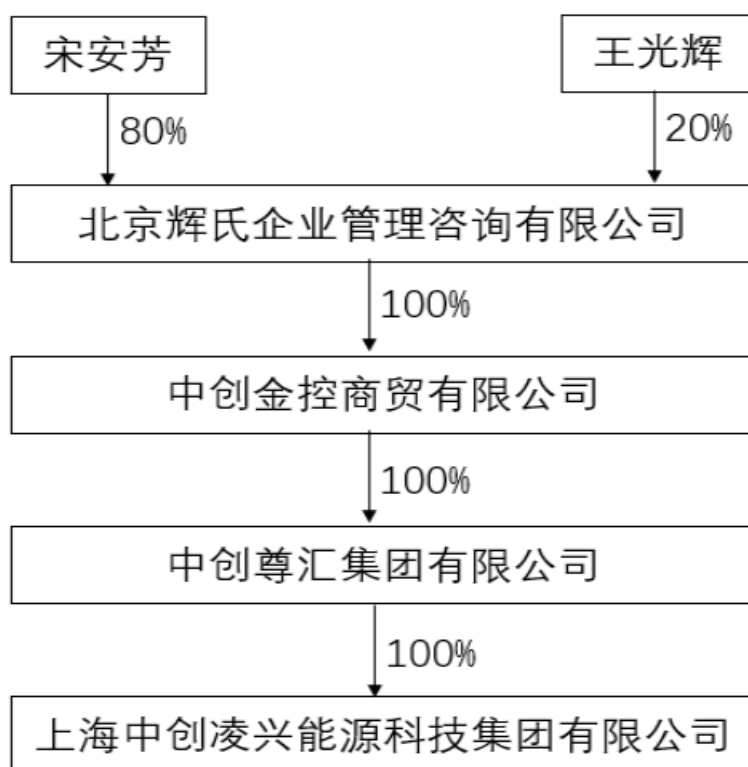 宋安芳
王光辉
80%
20%
北京辉氏企业管理咨询有限公司
100%
中创金控商贸有限公司
100%
中创尊汇集团有限公司
100%
上海中创凌兴能源科技集团有限公司